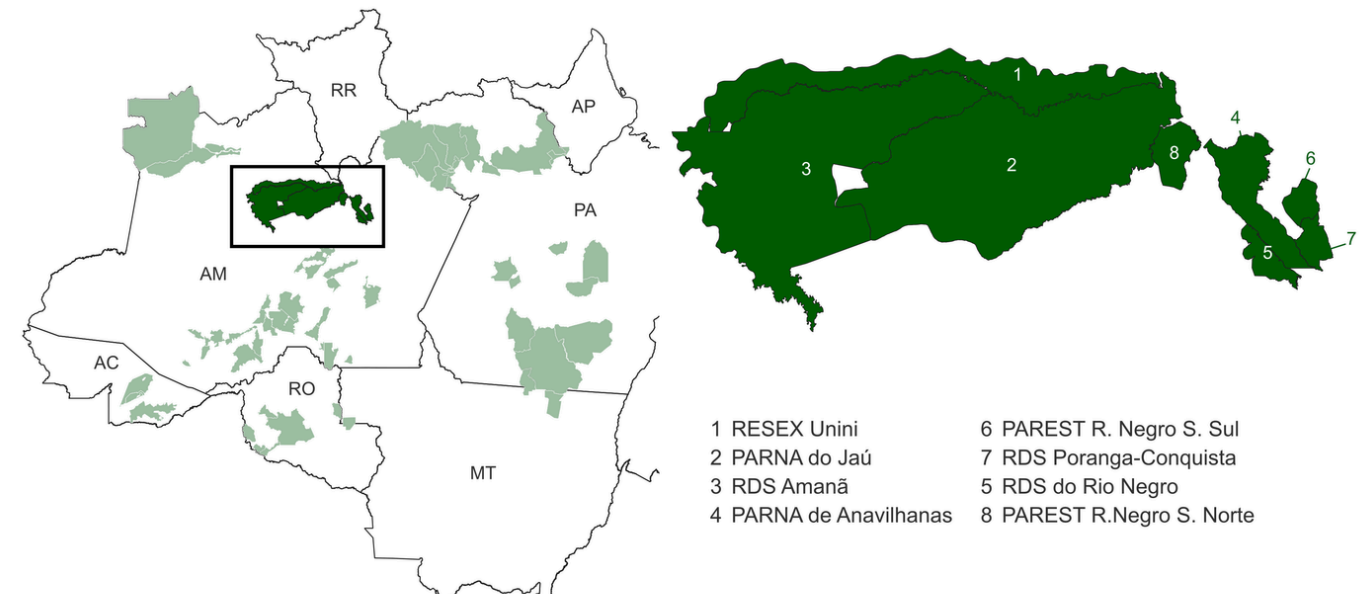 RR
AP
PA
AM
AC
RO
MT
1
2
3
4
5
6
7
8
1 RESEX Unini
2 PARNA do Jaú
3 RDS Amanã
4 PARNA de Anavilhanas
6 PAREST R. Negro S. Sul
7 RDS Poranga-Conquista
5 RDS do Rio Negro
8 PAREST R.Negro S. Norte